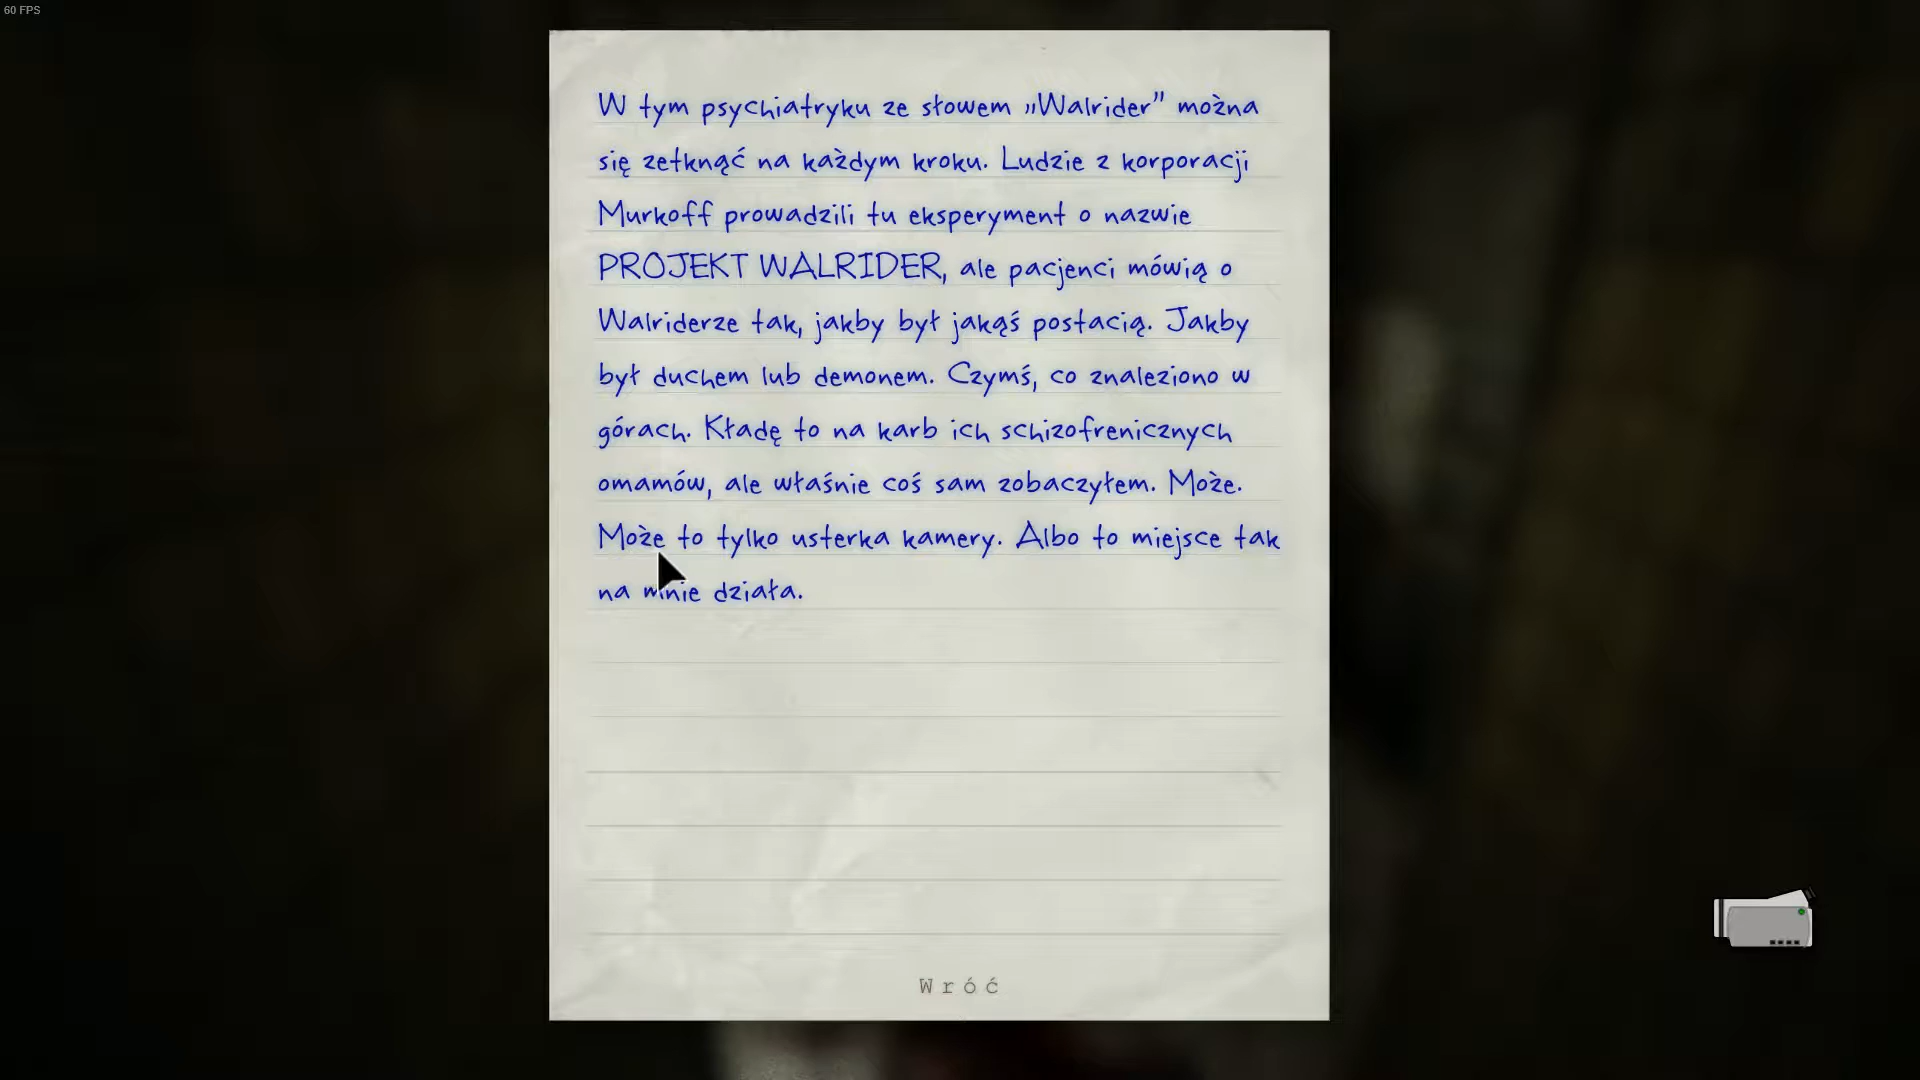 60 FPS
W tym psychiatryku ze słowem „Walrider” można
się zetknąć na każdym kroku. Ludzie z korporacji
Murkoff prowadzili tu eksperyment o nazwie
PROJEKT WALRIDER, ale pacjenci mówią o
Walriderze tak, jakby był jakąś postacią. Jakby
był duchem lub demonem. Czymś, co znaleziono w
górach. Kładę to na karb ich schizofrenicznych
omamów, ale właśnie coś sam zobaczyłem. Może.
Może to tylko usterka kamery. Albo to miejsce tak
na mnie działa.
Wróć